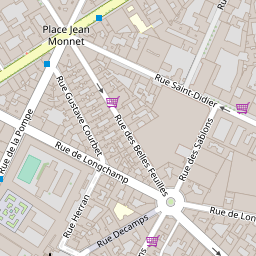 Place Jean
Monnet
Rue Saint-Didier
Rue Gustave Courbet
Rue des Belles Feuilles
Rue des Sablons
Rue de la Pompe
Rue de Longchamp
Rue Herran
Rue Decamps
Rue de Lon